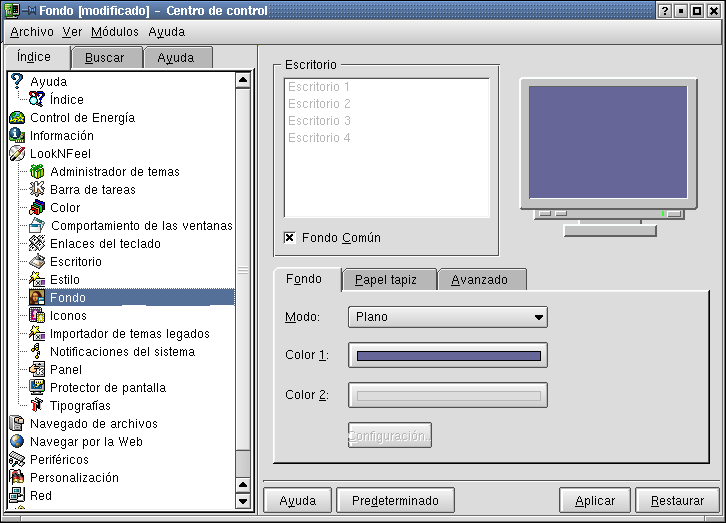 Fondo [modificado] - Centro de control
Archivo Ver Módulos Ayuda
Índice Buscar Ayuda
Ayuda
Índice
Control de Energía
Información
LookNFeel
Administrador de temas
Barra de tareas
Color
Comportamiento de las ventanas
Enlaces del teclado
Escritorio
Estilo
Fondo
Iconos
Importador de temas legados
Notificaciones del sistema
Panel
Protector de pantalla
Tipografías
Navegado de archivos
Navegar por la Web
Periféricos
Personalización
Red
Escritorio
Escritorio 1
Escritorio 2
Escritorio 3
Escritorio 4
Fondo Común
Fondo Papel tapiz Avanzado
Modo: Plano
Color 1:
Color 2:
Configuración..
Ayuda Predeterminado Aplicar Restaurar